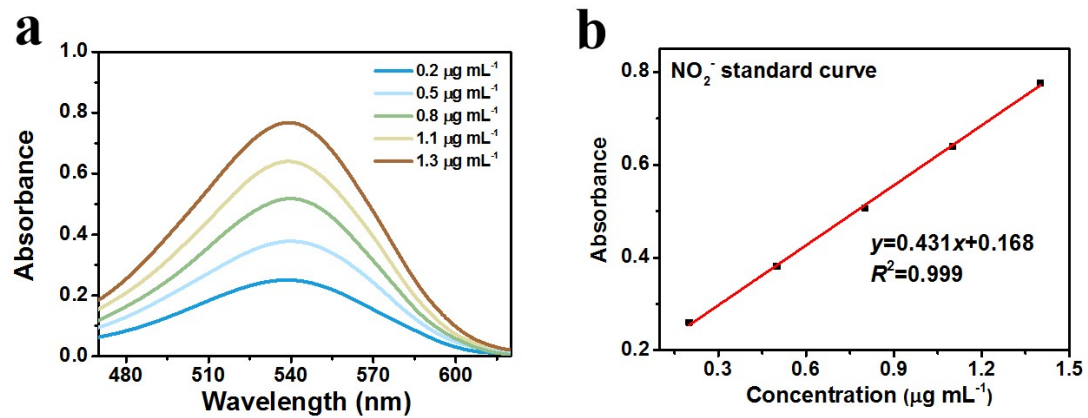 a
1.0
0.8
0.6
0.4
0.2
0.0
Absorbance
480 510 540 570 600
Wavelength (nm)
0.2 μg mL⁻¹
0.5 μg mL⁻¹
0.8 μg mL⁻¹
1.1 μg mL⁻¹
1.3 μg mL⁻¹
b
NO₂⁻ standard curve
0.8
0.6
0.4
0.2
Absorbance
y=0.431x+0.168
R²=0.999
0.3 0.6 0.9 1.2 1.5
Concentration (μg mL⁻¹)